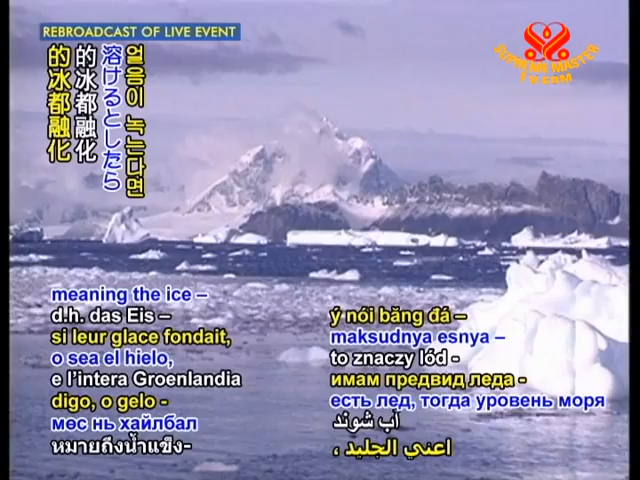 REBROADCAST OF LIVE EVENT
SUPREME MASTER
TV.COM
얼음이 녹는다면
溶けるとしたら
的冰都融化
的冰都融化
meaning the ice –
d.h. das Eis –
si leur glace fondait,
o sea el hielo,
e l'intera Groenlandia
digo, o gelo -
мөс нь хайлбал
หมายถึงน้ำแข็ง-
ý nói băng đá –
maksudnya esnya –
to znaczy lód -
имам предвид леда -
есть лед, тогда уровень моря
آب شوند
اعني الجليد ،